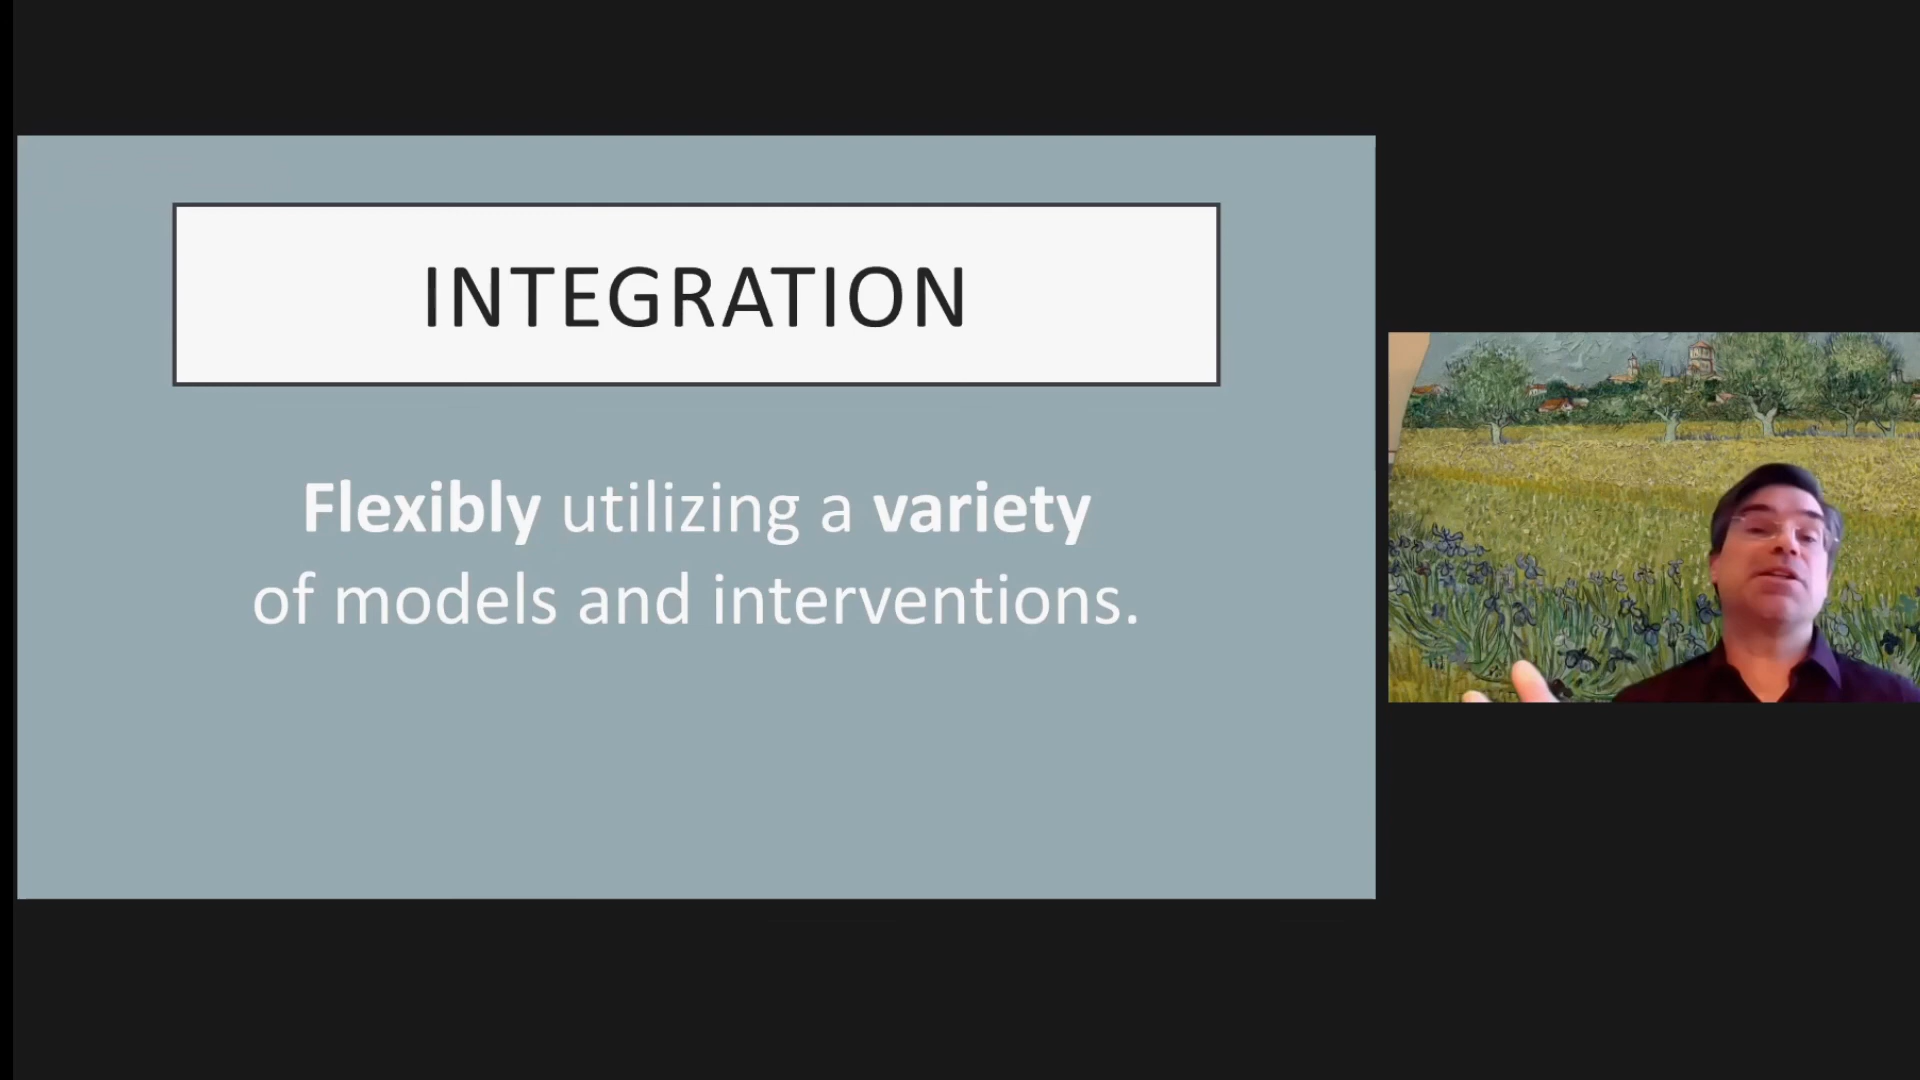 INTEGRATION
Flexibly utilizing a variety
of models and interventions.